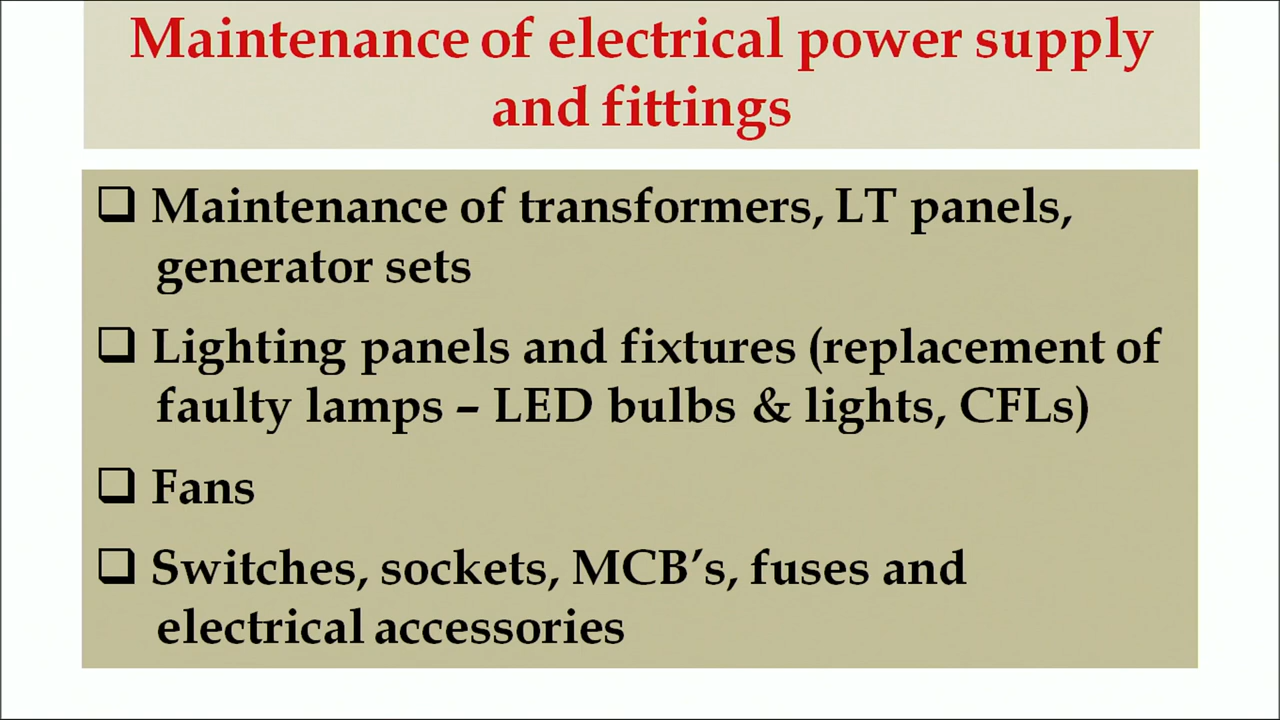 Maintenance of electrical power supply
and fittings
❑ Maintenance of transformers, LT panels,
generator sets
❑ Lighting panels and fixtures (replacement of
faulty lamps – LED bulbs & lights, CFLs)
❑ Fans
❑ Switches, sockets, MCB’s, fuses and
electrical accessories